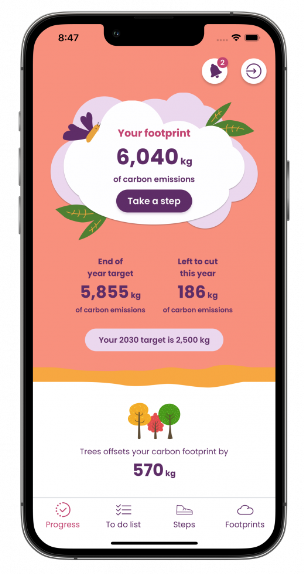 8:47
2
Your footprint
6,040 kg
of carbon emissions
Take a step
End of
year target
5,855 kg
of carbon emissions
Left to cut
this year
186 kg
of carbon emissions
Your 2030 target is 2,500 kg
Trees offsets your carbon footprint by
570 kg
Progress
To do list
Steps
Footprints